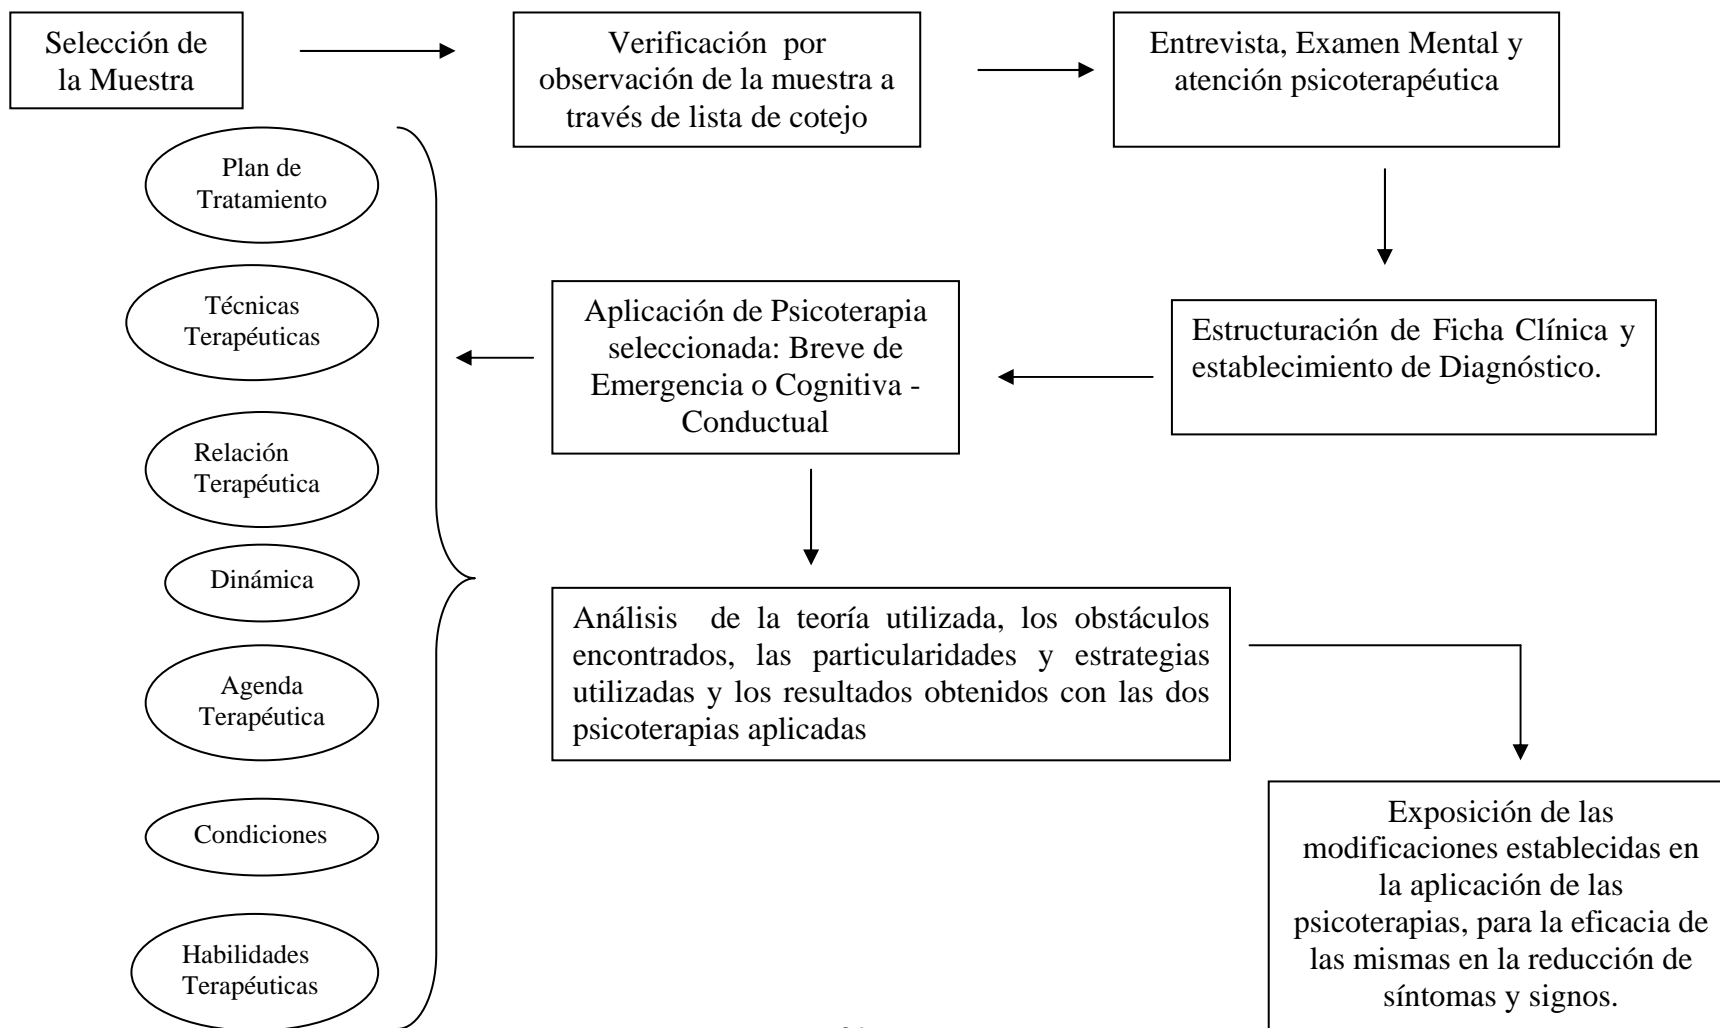 Selección de
la Muestra
Verificación por
observación de la muestra a
través de lista de cotejo
Entrevista, Examen Mental y
atención psicoterapéutica
Plan de
Tratamiento
Técnicas
Terapéuticas
Relación
Terapéutica
Dinámica
Agenda
Terapéutica
Condiciones
Habilidades
Terapéuticas
Aplicación de Psicoterapia
seleccionada: Breve de
Emergencia o Cognitiva -
Conductual
Estructuración de Ficha Clínica y
establecimiento de Diagnóstico.
Análisis de la teoría utilizada, los obstáculos
encontrados, las particularidades y estrategias
utilizadas y los resultados obtenidos con las dos
psicoterapias aplicadas
Exposición de las
modificaciones establecidas en
la aplicación de las
psicoterapias, para la eficacia de
las mismas en la reducción de
síntomas y signos.